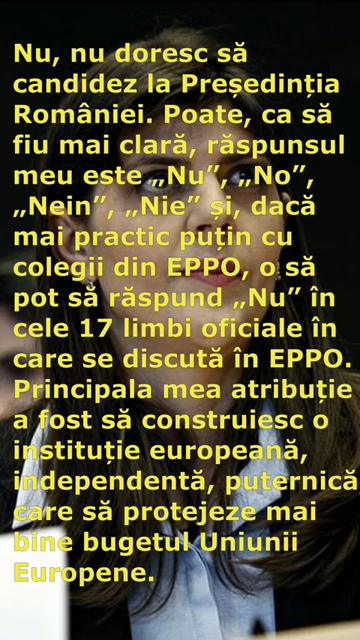 Nu, nu doresc să
candidez la Președinția
României. Poate, ca să
fiu mai clară, răspunsul
meu este „Nu”, „No”,
„Nein”, „Nie” și, dacă
mai practic puțin cu
colegii din EPPO, o să
pot să răspund „Nu” în
cele 17 limbi oficiale în
care se discută în EPPO.
Principala mea atribuție
a fost să construiesc o
instituție europeană,
independentă, puternică
care să protejeze mai
bine bugetul Uniunii
Europene.